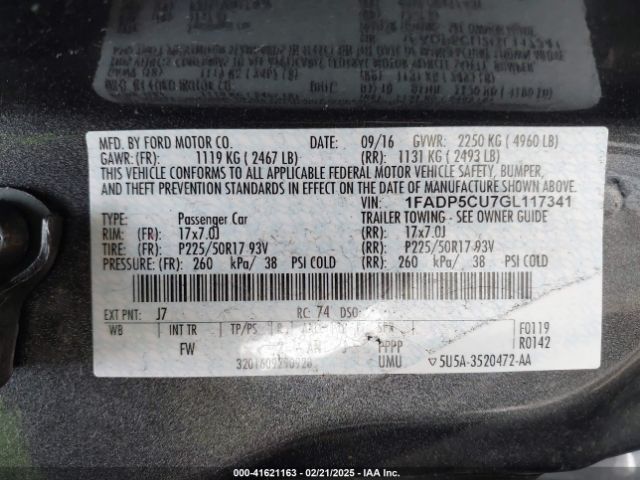 MFD. BY FORD MOTOR CO. DATE: 09/16 GVWR: 2250 KG ( 4960 LB)
GAWR: (FR): 1119 KG ( 2467 LB) (RR): 1131 KG ( 2493 LB)
THIS VEHICLE CONFORMS TO ALL APPLICABLE FEDERAL MOTOR VEHICLE SAFETY, BUMPER,
AND THEFT PREVENTION STANDARDS IN EFFECT ON THE DATE OF MANUFACTURE SHOWN ABOVE.
VIN: 1FADP5CU7GL117341
TYPE: Passenger Car TRAILER TOWING - SEE OWNER GUIDE
RIM: (FR): 17x7.0J (RR): 17x7.0J
TIRE: (FR): P225/50R17 93V (RR): P225/50R17 93V
PRESSURE: (FR): 260 kPa/ 38 PSI COLD (RR): 260 kPa/ 38 PSI COLD
EXT PNT: J7 RC: 74 DSO:
WB INT TR TP/PS R SPR F0119
FW UMU R0142
5U5A-3520472-AA
000-41621163 - 02/21/2025 - IAA Inc.